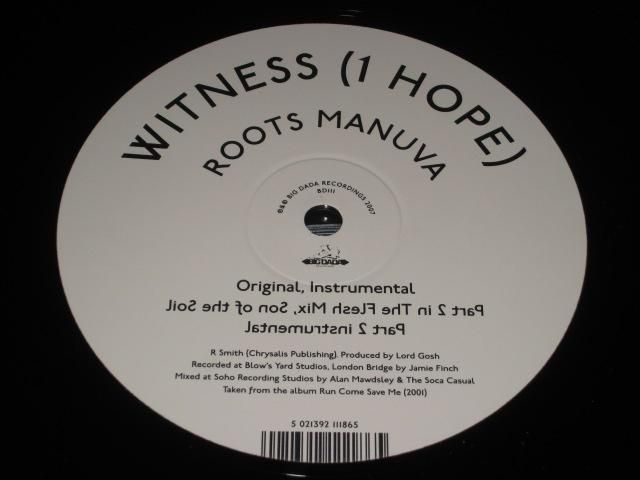 WITNESS (1 HOPE)
ROOTS MANUVA
℗&© BIG DADA RECORDINGS 2007
BD111
BIG DADA
Original, Instrumental
Part 2 in The Flesh Mix, Son of the Soil
Part 2 instrumental
R Smith (Chrysalis Publishing). Produced by Lord Gosh
Recorded at Blow's Yard Studios, London Bridge by Jamie Finch
Mixed at Soho Recording Studios by Alan Mawdsley & The Soca Casual
Taken from the album Run Come Save Me (2001)
5 021392 111865